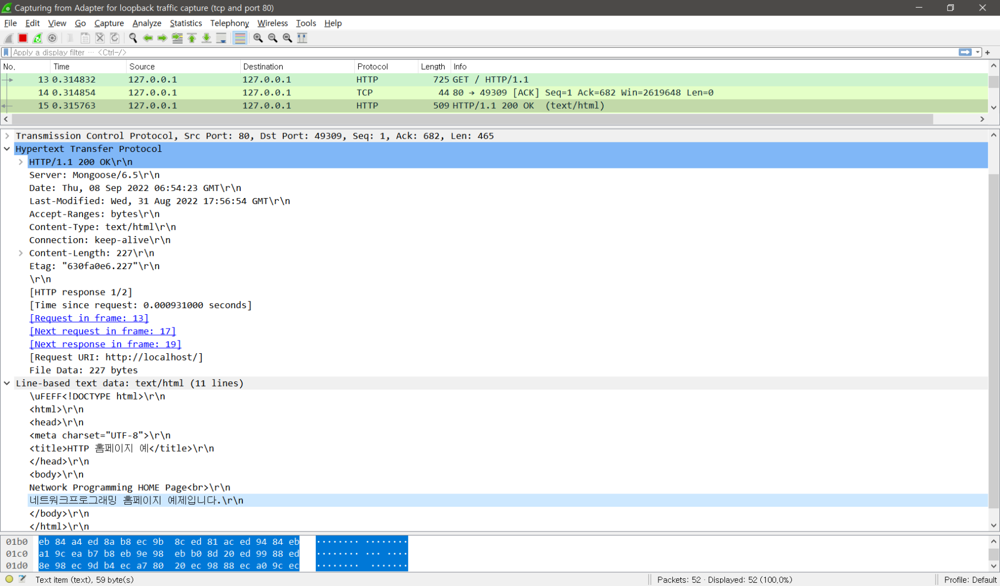 Capturing from Adapter for loopback traffic capture (tcp and port 80)
File Edit View Go Capture Analyze Statistics Telephony Wireless Tools Help
Apply a display filter … <Ctrl-/>
No. Time Source Destination Protocol Length Info
13 0.314832 127.0.0.1 127.0.0.1 HTTP 725 GET / HTTP/1.1
14 0.314854 127.0.0.1 127.0.0.1 TCP 44 80 → 49309 [ACK] Seq=1 Ack=682 Win=2619648 Len=0
15 0.315763 127.0.0.1 127.0.0.1 HTTP 509 HTTP/1.1 200 OK (text/html)
Transmission Control Protocol, Src Port: 80, Dst Port: 49309, Seq: 1, Ack: 682, Len: 465
Hypertext Transfer Protocol
HTTP/1.1 200 OK\r\n
Server: Mongoose/6.5\r\n
Date: Thu, 08 Sep 2022 06:54:23 GMT\r\n
Last-Modified: Wed, 31 Aug 2022 17:56:54 GMT\r\n
Accept-Ranges: bytes\r\n
Content-Type: text/html\r\n
Connection: keep-alive\r\n
Content-Length: 227\r\n
Etag: "630fa0e6.227"\r\n
\r\n
[HTTP response 1/2]
[Time since request: 0.000931000 seconds]
[Request in frame: 13]
[Next request in frame: 17]
[Next response in frame: 19]
[Request URI: http://localhost/]
File Data: 227 bytes
Line-based text data: text/html (11 lines)
\uFEFF<!DOCTYPE html>\r\n
<html>\r\n
<head>\r\n
<meta charset="UTF-8">\r\n
<title>HTTP 홈페이지 예</title>\r\n
</head>\r\n
<body>\r\n
Network Programming HOME Page<br>\r\n
네트워크프로그래밍 홈페이지 예제입니다.\r\n
</body>\r\n
</html>\r\n
01b0 eb 84 a4 ed 8a b8 ec 9b 8c ed 81 ac ed 94 84 eb ········ ········
01c0 a1 9c ea b7 b8 eb 9e 98 eb b0 8d 20 ed 99 88 ed ········ ··· ····
01d0 8e 98 ec 9d b4 ec a7 80 20 ec 98 88 ec a0 9c ec ········  ·······
Text item (text), 59 byte(s) Packets: 52 · Displayed: 52 (100.0%) Profile: Default